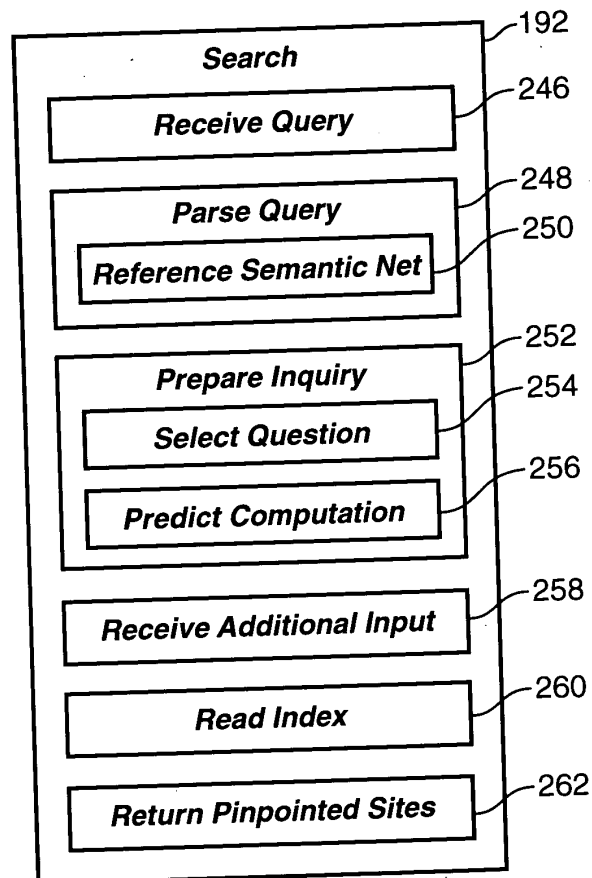 192
Search
246
Receive Query
248
Parse Query
250
Reference Semantic Net
252
Prepare Inquiry
254
Select Question
256
Predict Computation
258
Receive Additional Input
260
Read Index
262
Return Pinpointed Sites